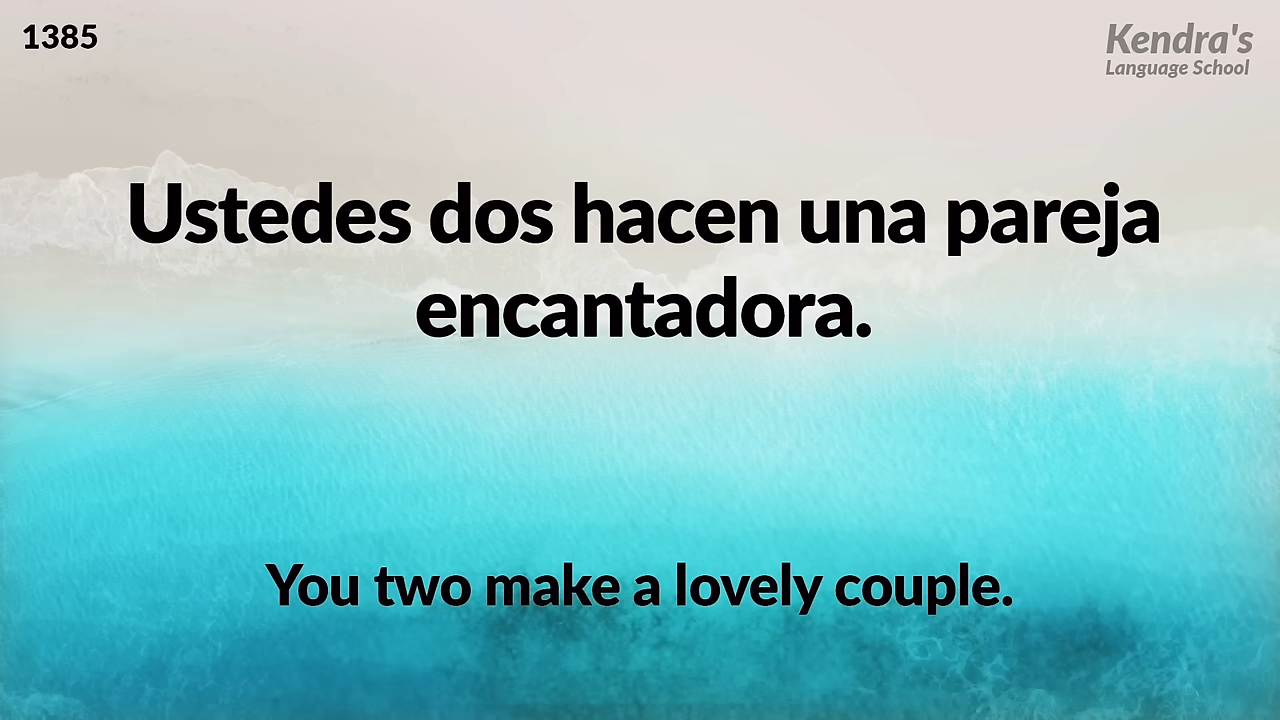 1385
Kendra's
Language School
Ustedes dos hacen una pareja
encantadora.
You two make a lovely couple.